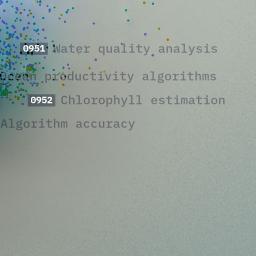 0951 Water quality analysis
Ocean productivity algorithms
0952 Chlorophyll estimation
Algorithm accuracy